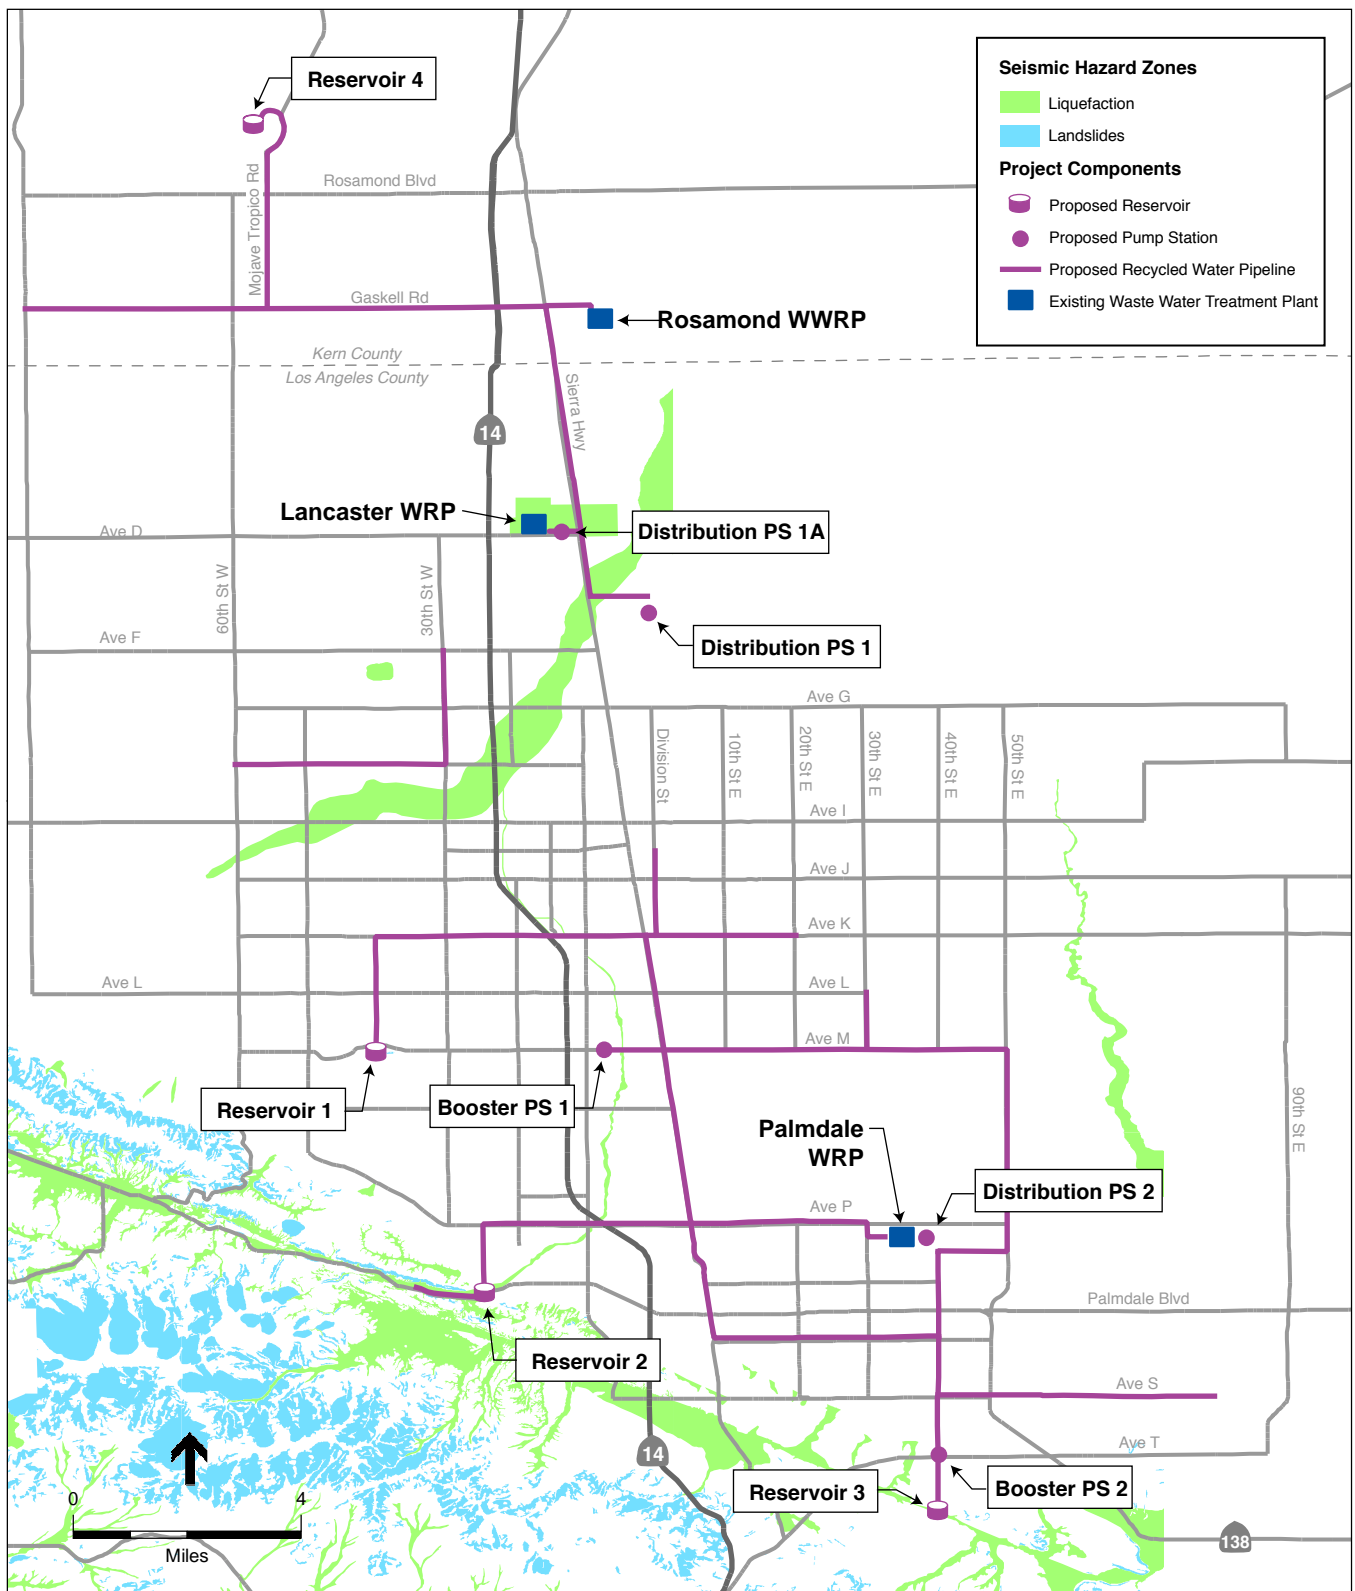 Reservoir 4
Seismic Hazard Zones
Liquefaction
Landslides
Project Components
Proposed Reservoir
Proposed Pump Station
Proposed Recycled Water Pipeline
Existing Waste Water Treatment Plant
Rosamond Blvd
Mojave Tropico Rd
Gaskell Rd
Rosamond WWRP
Kern County
Los Angeles County
Sierra Hwy
14
Lancaster WRP
Ave D
Distribution PS 1A
60th St W
30th St W
Ave F
Distribution PS 1
Ave G
Division St
10th St E
20th St E
30th St E
40th St E
50th St E
Ave I
Ave J
Ave K
Ave L
Ave L
Ave M
Reservoir 1
Booster PS 1
90th St E
Palmdale
WRP
Distribution PS 2
Ave P
Palmdale Blvd
Reservoir 2
Ave S
14
Ave T
Reservoir 3
Booster PS 2
0
4
Miles
138